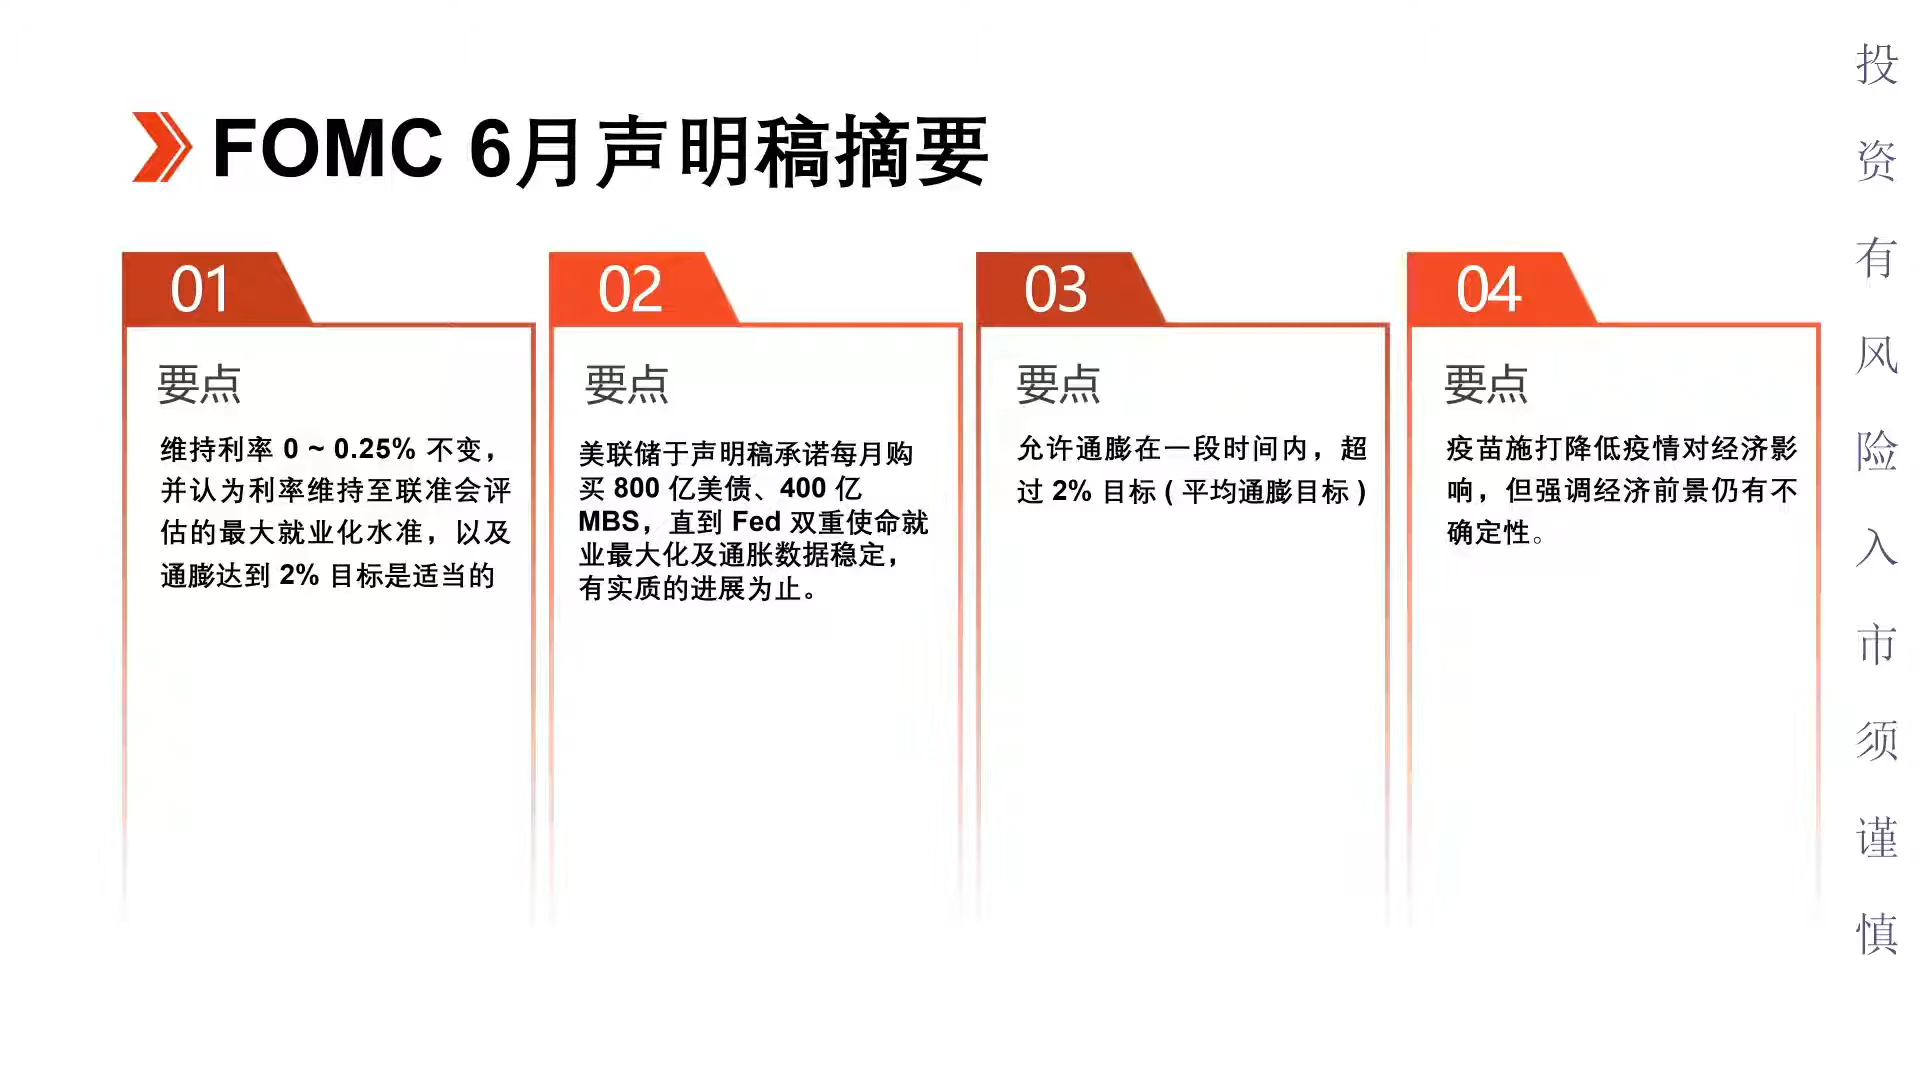 FOMC 6月声明稿摘要
01
要点
维持利率 0 ~ 0.25% 不变，
并认为利率维持至联准会评
估的最大就业化水准，以及
通膨达到 2% 目标是适当的
02
要点
美联储于声明稿承诺每月购
买 800 亿美债、400 亿
MBS，直到 Fed 双重使命就
业最大化及通胀数据稳定，
有实质的进展为止。
03
要点
允许通膨在一段时间内，超
过 2% 目标 ( 平均通膨目标 )
04
要点
疫苗施打降低疫情对经济影
响，但强调经济前景仍有不
确定性。
投资有风险入市须谨慎